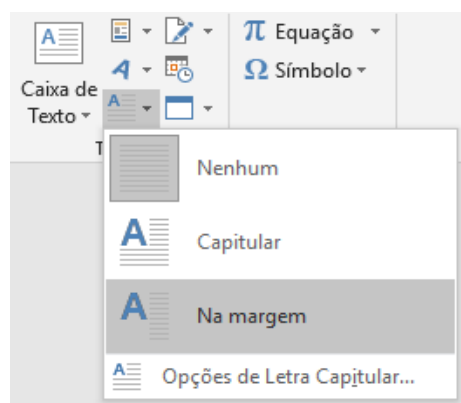 Caixa de Texto
π Equação
Ω Símbolo
T
Nenhum
Capitular
Na margem
Opções de Letra Capitular...